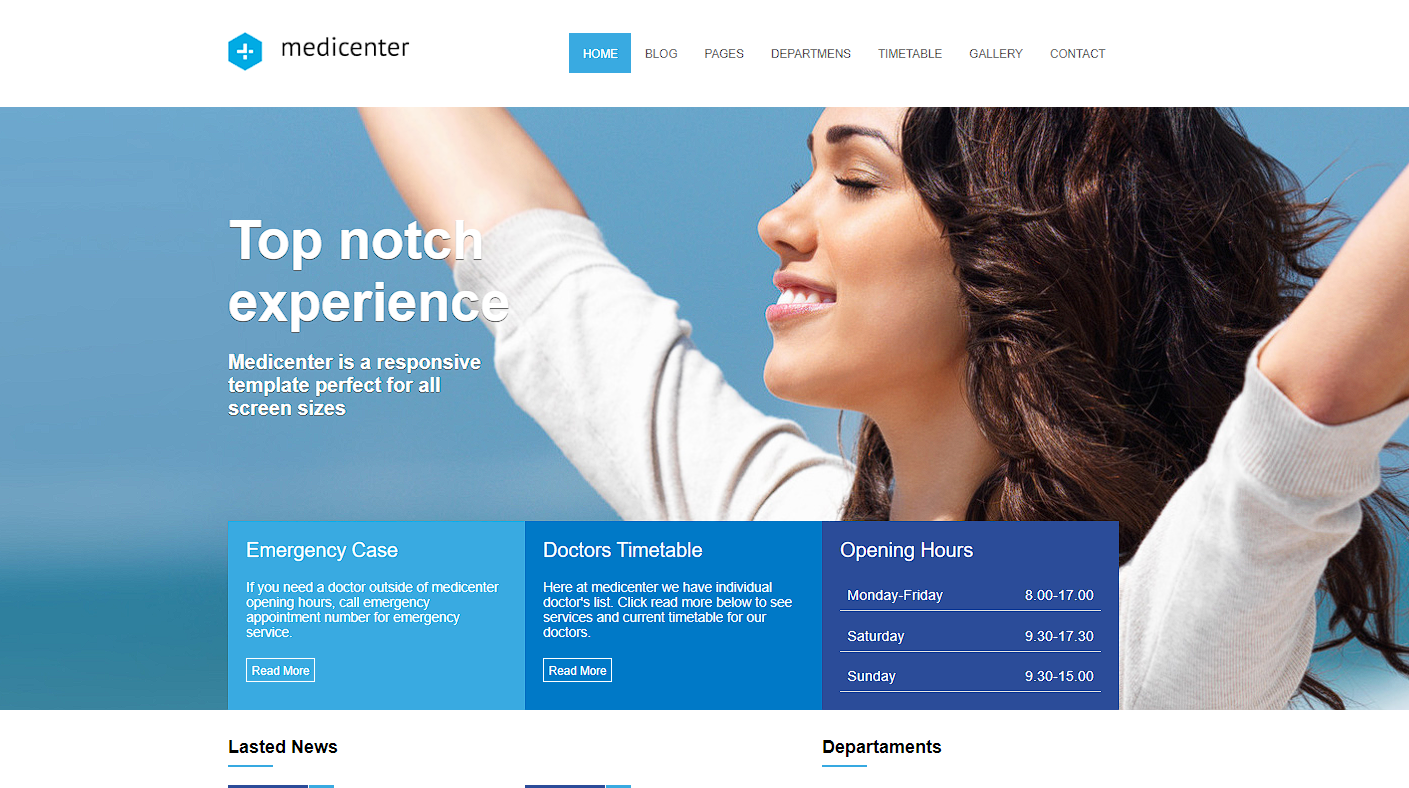 medicenter
HOME BLOG PAGES DEPARTMENS TIMETABLE GALLERY CONTACT
Top notch
experience
Medicenter is a responsive
template perfect for all
screen sizes
Emergency Case
If you need a doctor outside of medicenter
opening hours, call emergency
appointment number for emergency
service.
Read More
Doctors Timetable
Here at medicenter we have individual
doctor's list. Click read more below to see
services and current timetable for our
doctors.
Read More
Opening Hours
Monday-Friday 8.00-17.00
Saturday 9.30-17.30
Sunday 9.30-15.00
Lasted News
Departaments